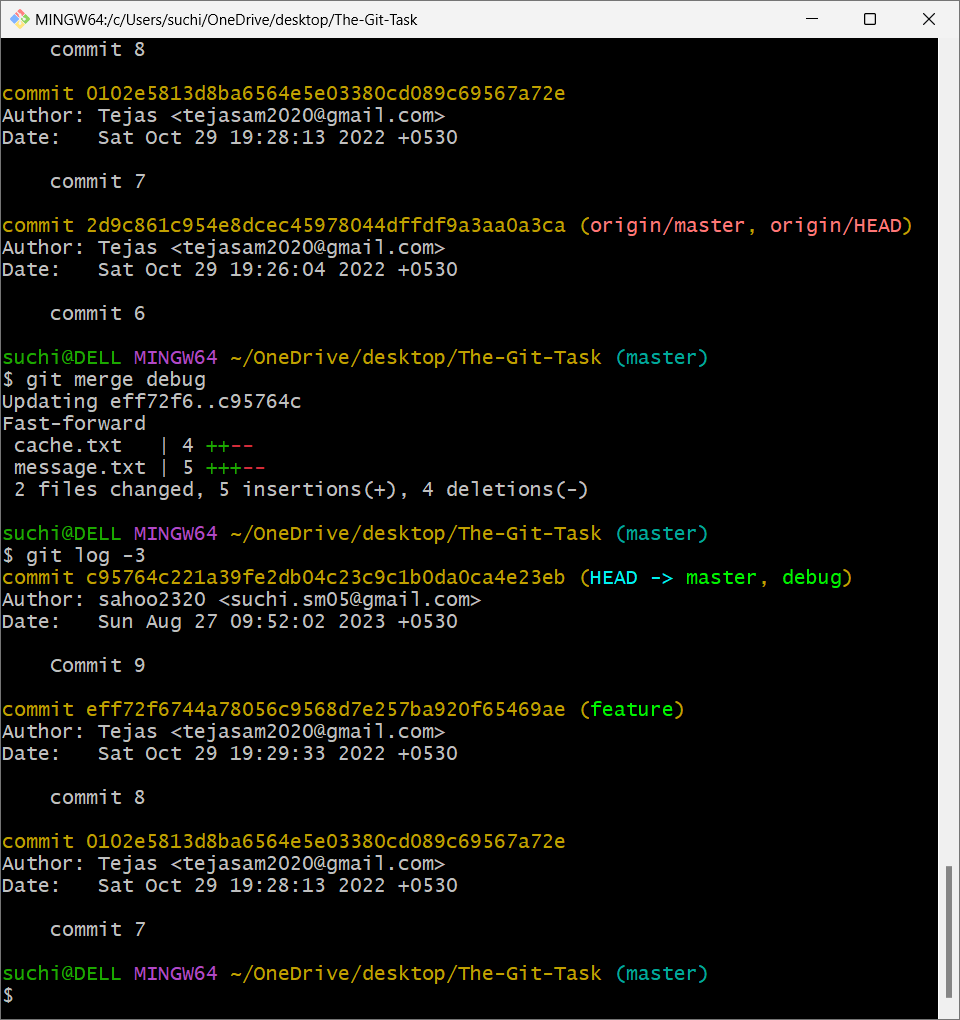 MINGW64:/c/Users/suchi/OneDrive/desktop/The-Git-Task
    commit 8

commit 0102e5813d8ba6564e5e03380cd089c69567a72e
Author: Tejas <tejasam2020@gmail.com>
Date:   Sat Oct 29 19:28:13 2022 +0530

    commit 7

commit 2d9c861c954e8dcec45978044dffdf9a3aa0a3ca (origin/master, origin/HEAD)
Author: Tejas <tejasam2020@gmail.com>
Date:   Sat Oct 29 19:26:04 2022 +0530

    commit 6

suchi@DELL MINGW64 ~/OneDrive/desktop/The-Git-Task (master)
$ git merge debug
Updating eff72f6..c95764c
Fast-forward
 cache.txt   | 4 ++--
 message.txt | 5 +++--
 2 files changed, 5 insertions(+), 4 deletions(-)

suchi@DELL MINGW64 ~/OneDrive/desktop/The-Git-Task (master)
$ git log -3
commit c95764c221a39fe2db04c23c9c1b0da0ca4e23eb (HEAD -> master, debug)
Author: sahoo2320 <suchi.sm05@gmail.com>
Date:   Sun Aug 27 09:52:02 2023 +0530

    Commit 9

commit eff72f6744a78056c9568d7e257ba920f65469ae (feature)
Author: Tejas <tejasam2020@gmail.com>
Date:   Sat Oct 29 19:29:33 2022 +0530

    commit 8

commit 0102e5813d8ba6564e5e03380cd089c69567a72e
Author: Tejas <tejasam2020@gmail.com>
Date:   Sat Oct 29 19:28:13 2022 +0530

    commit 7

suchi@DELL MINGW64 ~/OneDrive/desktop/The-Git-Task (master)
$